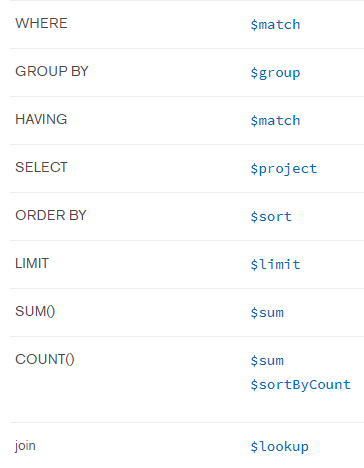 WHERE $match
GROUP BY $group
HAVING $match
SELECT $project
ORDER BY $sort
LIMIT $limit
SUM() $sum
COUNT() $sum
$sortByCount
join $lookup